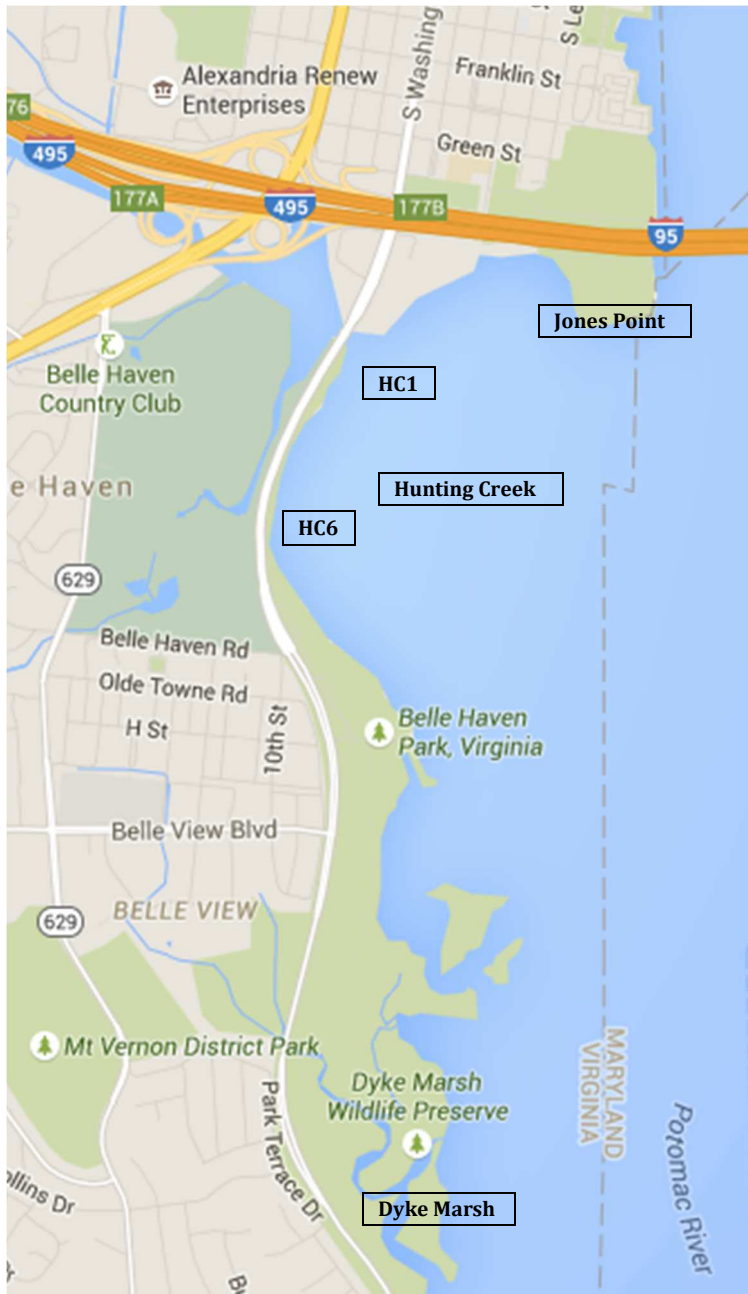 S Washing
S Le
Franklin St
Alexandria Renew
Enterprises
76
Green St
495
177A
495
177B
95
Jones Point
Belle Haven
Country Club
HC1
e Haven
Hunting Creek
HC6
629
Belle Haven Rd
Olde Towne Rd
H St
10th St
Belle Haven
Park, Virginia
Belle View Blvd
BELLE VIEW
629
Mt Vernon District Park
MARYLAND
VIRGINIA
Dyke Marsh
Wildlife Preserve
Park Terrace Dr
Potomac River
ollins Dr
Dyke Marsh